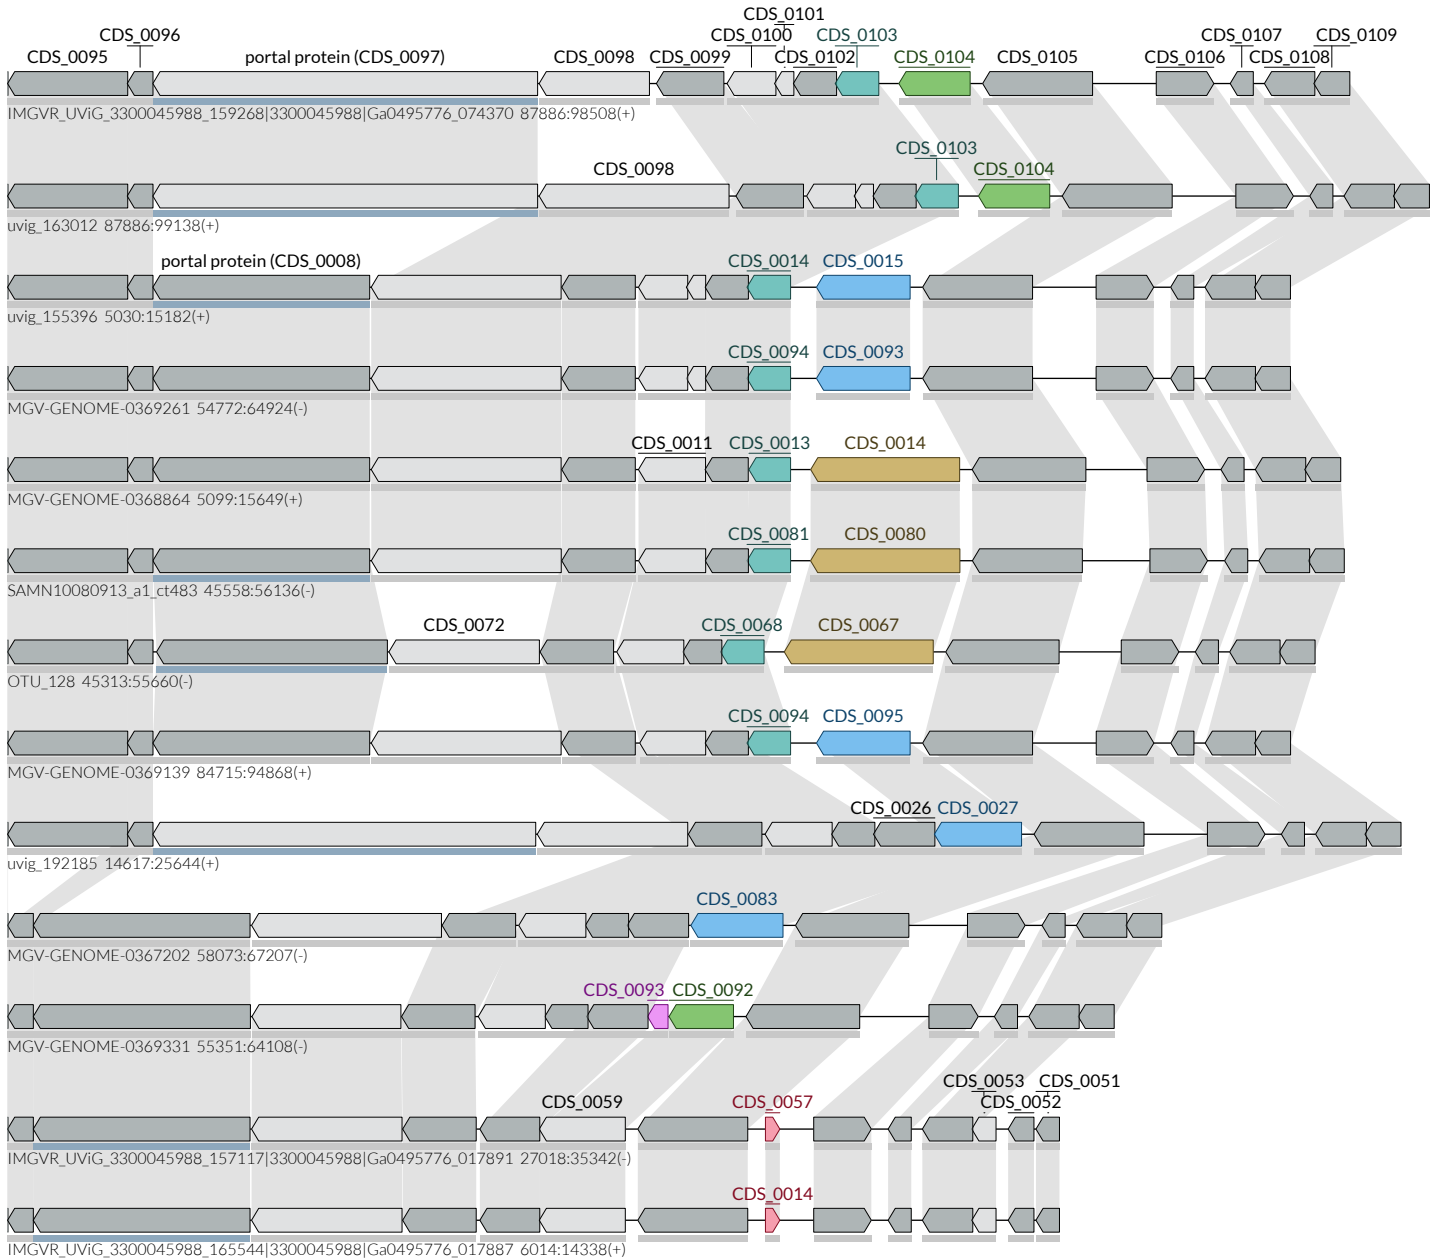 CDS_0101
CDS_0096 CDS_0100 CDS_0103 CDS_0107 CDS_0109
CDS_0095 portal protein (CDS_0097) CDS_0098 CDS_0099 CDS_0102 CDS_0104 CDS_0105 CDS_0106 CDS_0108
IMGVR_UViG_3300045988_159268|3300045988|Ga0495776_074370 87886:98508(+)
CDS_0103
CDS_0098 CDS_0104
uvig_163012 87886:99138(+)
portal protein (CDS_0008) CDS_0014 CDS_0015
uvig_155396 5030:15182(+)
CDS_0094 CDS_0093
MGV-GENOME-0369261 54772:64924(-)
CDS_0011 CDS_0013 CDS_0014
MGV-GENOME-0368864 5099:15649(+)
CDS_0081 CDS_0080
SAMN10080913_a1_ct483 45558:56136(-)
CDS_0072 CDS_0068 CDS_0067
OTU_128 45313:55660(-)
CDS_0094 CDS_0095
MGV-GENOME-0369139 84715:94868(+)
CDS_0026 CDS_0027
uvig_192185 14617:25644(+)
CDS_0083
MGV-GENOME-0367202 58073:67207(-)
CDS_0093 CDS_0092
MGV-GENOME-0369331 55351:64108(-)
CDS_0053 CDS_0051
CDS_0059 CDS_0057 CDS_0052
IMGVR_UViG_3300045988_157117|3300045988|Ga0495776_017891 27018:35342(-)
CDS_0014
IMGVR_UViG_3300045988_165544|3300045988|Ga0495776_017887 6014:14338(+)